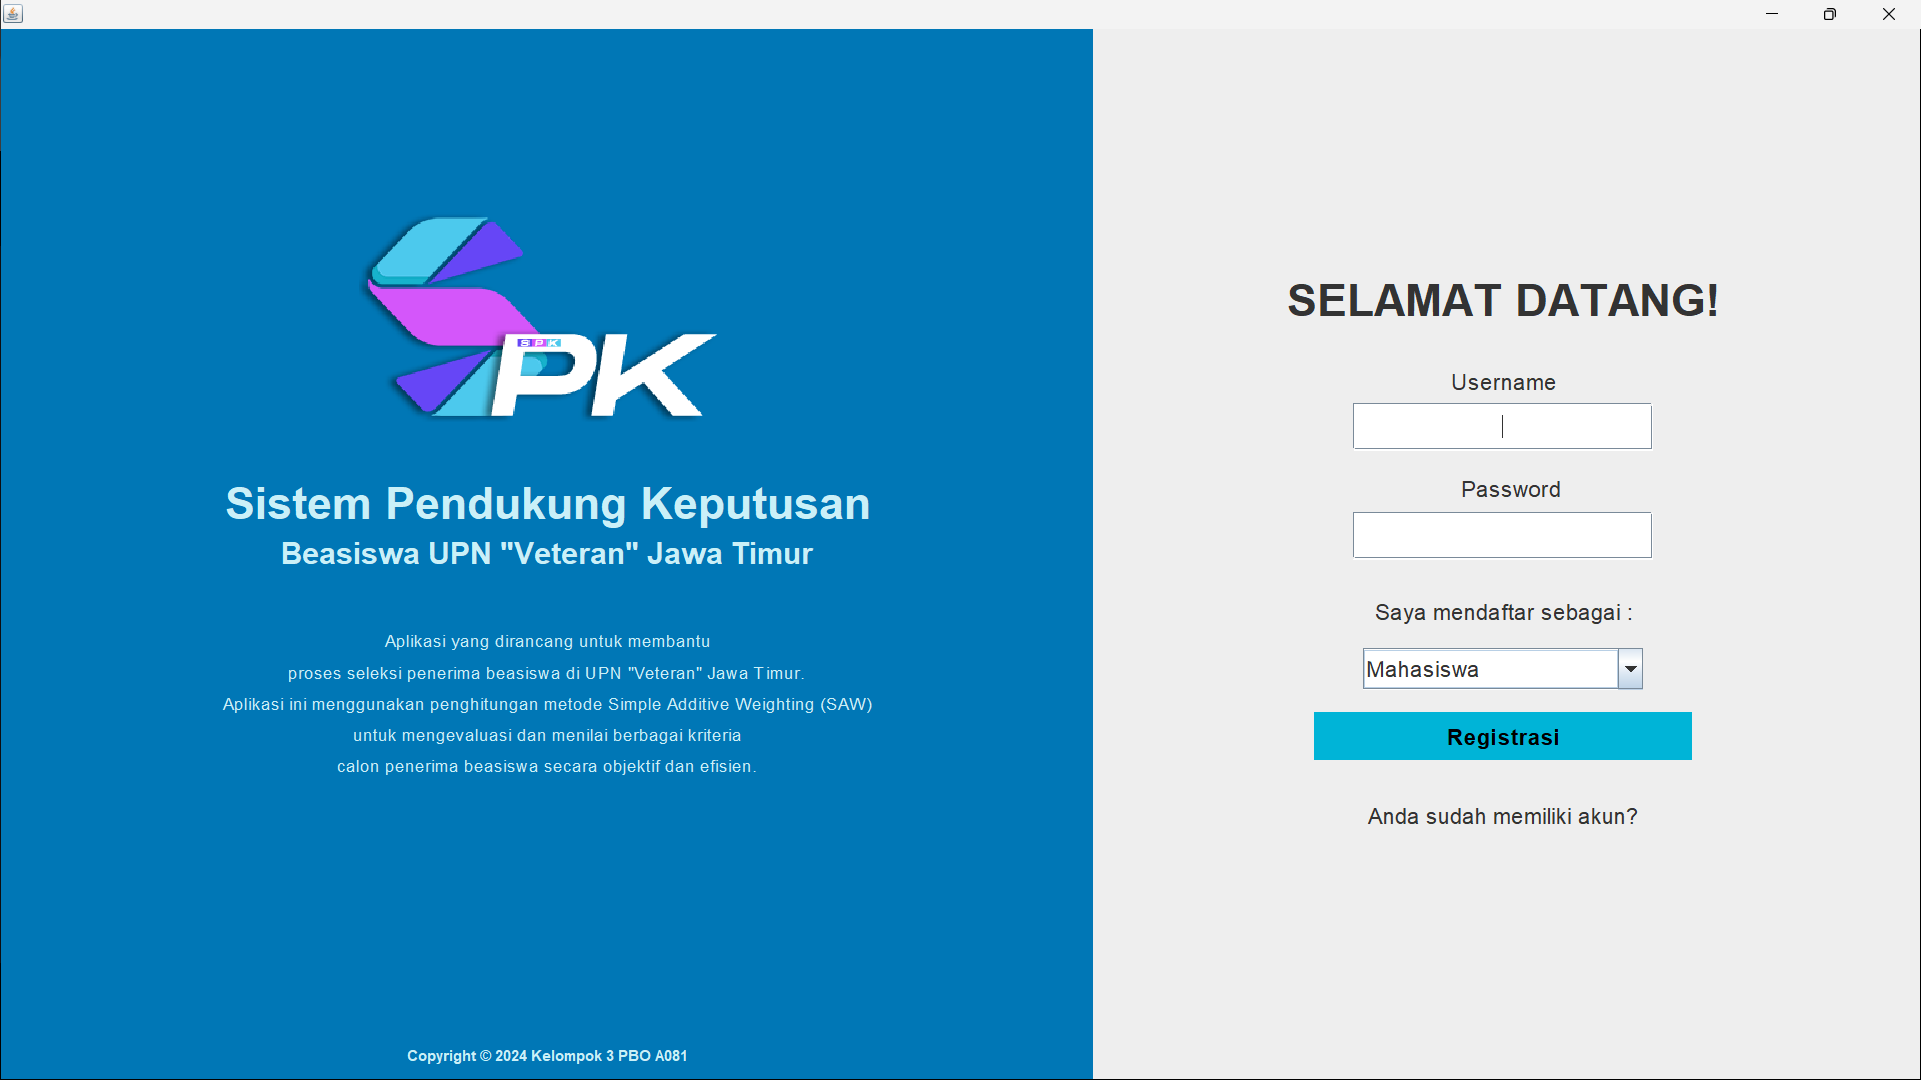 SPK
PK
Sistem Pendukung Keputusan
Beasiswa UPN "Veteran" Jawa Timur
Aplikasi yang dirancang untuk membantu
proses seleksi penerima beasiswa di UPN "Veteran" Jawa Timur.
Aplikasi ini menggunakan penghitungan metode Simple Additive Weighting (SAW)
untuk mengevaluasi dan menilai berbagai kriteria
calon penerima beasiswa secara objektif dan efisien.
Copyright © 2024 Kelompok 3 PBO A081
SELAMAT DATANG!
Username
Password
Saya mendaftar sebagai :
Mahasiswa
Registrasi
Anda sudah memiliki akun?